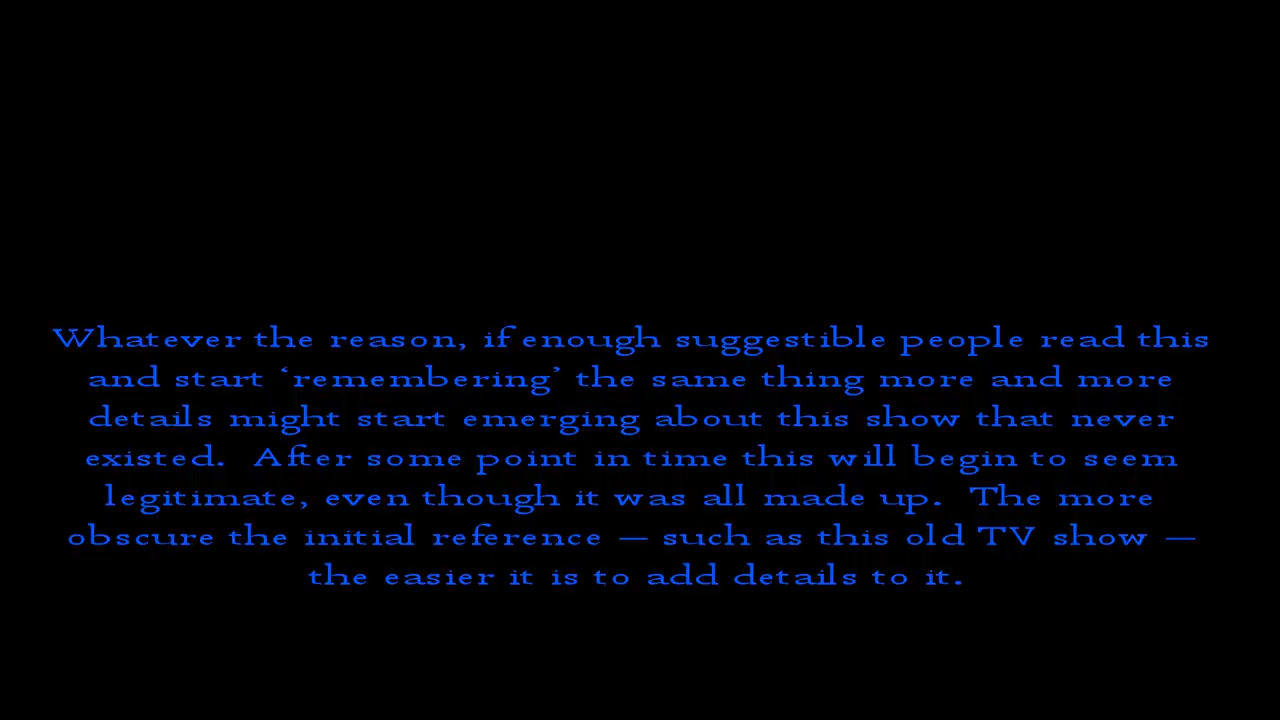 Whatever the reason, if enough suggestible people read this
and start ‘remembering’ the same thing more and more
details might start emerging about this show that never
existed.  After some point in time this will begin to seem
legitimate, even though it was all made up.  The more
obscure the initial reference – such as this old TV show –
the easier it is to add details to it.